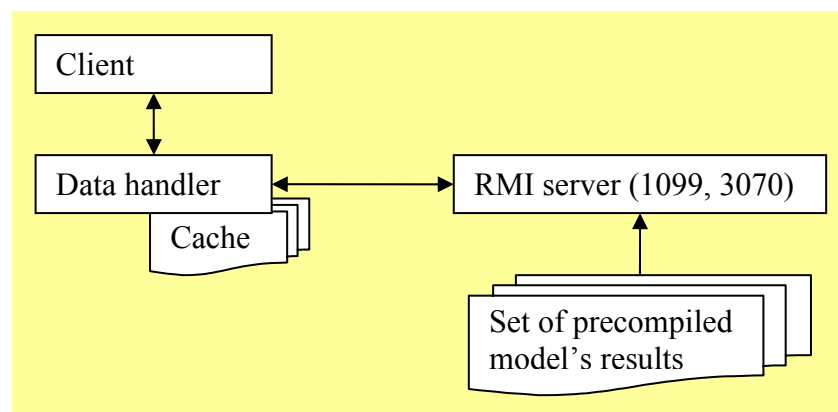 Client
Data handler
RMI server (1099, 3070)
Cache
Set of precompiled
model's results